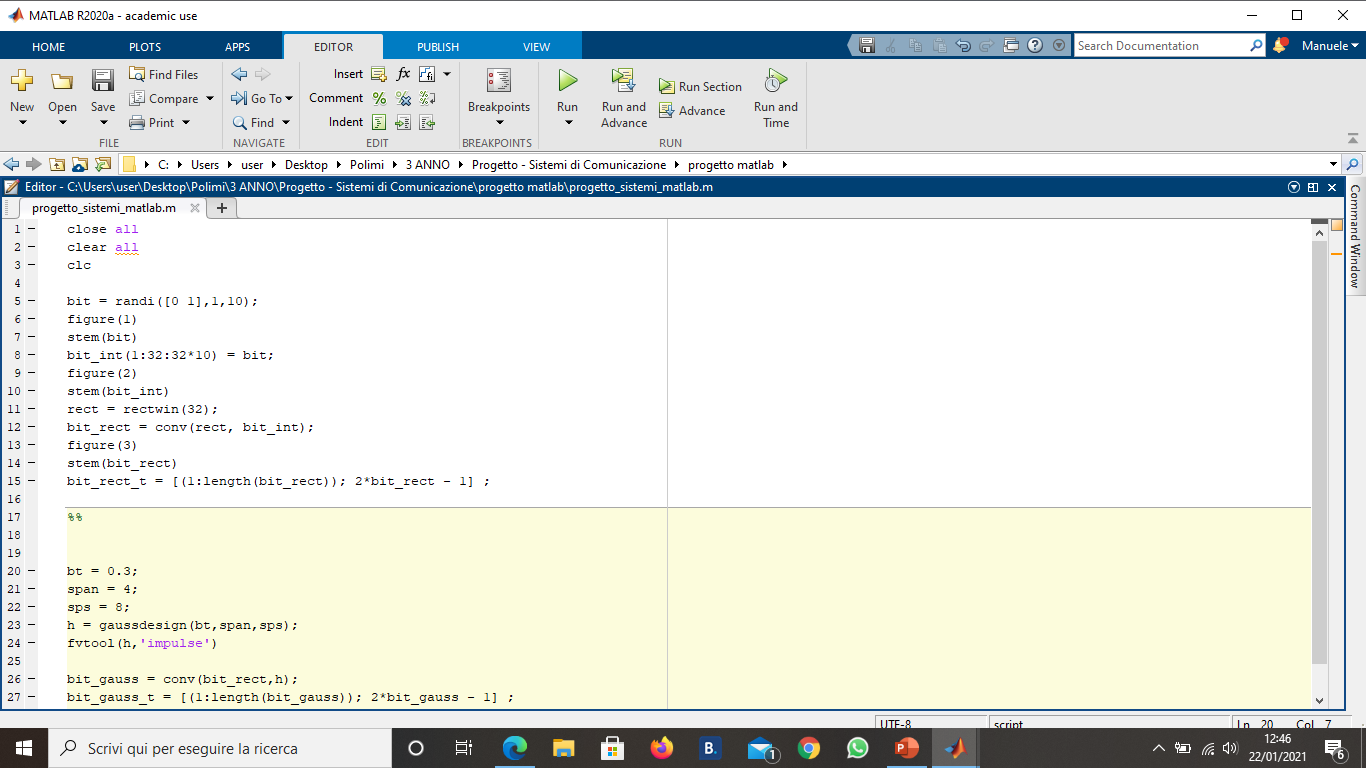 MATLAB R2020a - academic use
HOME PLOTS APPS EDITOR PUBLISH VIEW Search Documentation Manuele
New Open Save Find Files Compare Print Go To Find Insert fx Comment Indent Breakpoints Run Run and Advance Run Section Advance Run and Time
FILE NAVIGATE EDIT BREAKPOINTS RUN
C: Users user Desktop Polimi 3 ANNO Progetto - Sistemi di Comunicazione progetto matlab
Editor - C:\Users\user\Desktop\Polimi\3 ANNO\Progetto - Sistemi di Comunicazione\progetto matlab\progetto_sistemi_matlab.m
Command Window
progetto_sistemi_matlab.m
1 close all
2 clear all
3 clc
4
5 bit = randi([0 1],1,10);
6 figure(1)
7 stem(bit)
8 bit_int(1:32:32*10) = bit;
9 figure(2)
10 stem(bit_int)
11 rect = rectwin(32);
12 bit_rect = conv(rect, bit_int);
13 figure(3)
14 stem(bit_rect)
15 bit_rect_t = [(1:length(bit_rect)); 2*bit_rect - 1] ;
16
17 %%
18
19
20 bt = 0.3;
21 span = 4;
22 sps = 8;
23 h = gaussdesign(bt,span,sps);
24 fvtool(h,'impulse')
25
26 bit_gauss = conv(bit_rect,h);
27 bit_gauss_t = [(1:length(bit_gauss)); 2*bit_gauss - 1] ;
UTF-8 script Ln 20 Col 7
Scrivi qui per eseguire la ricerca
B. 1
12:46
22/01/2021
6